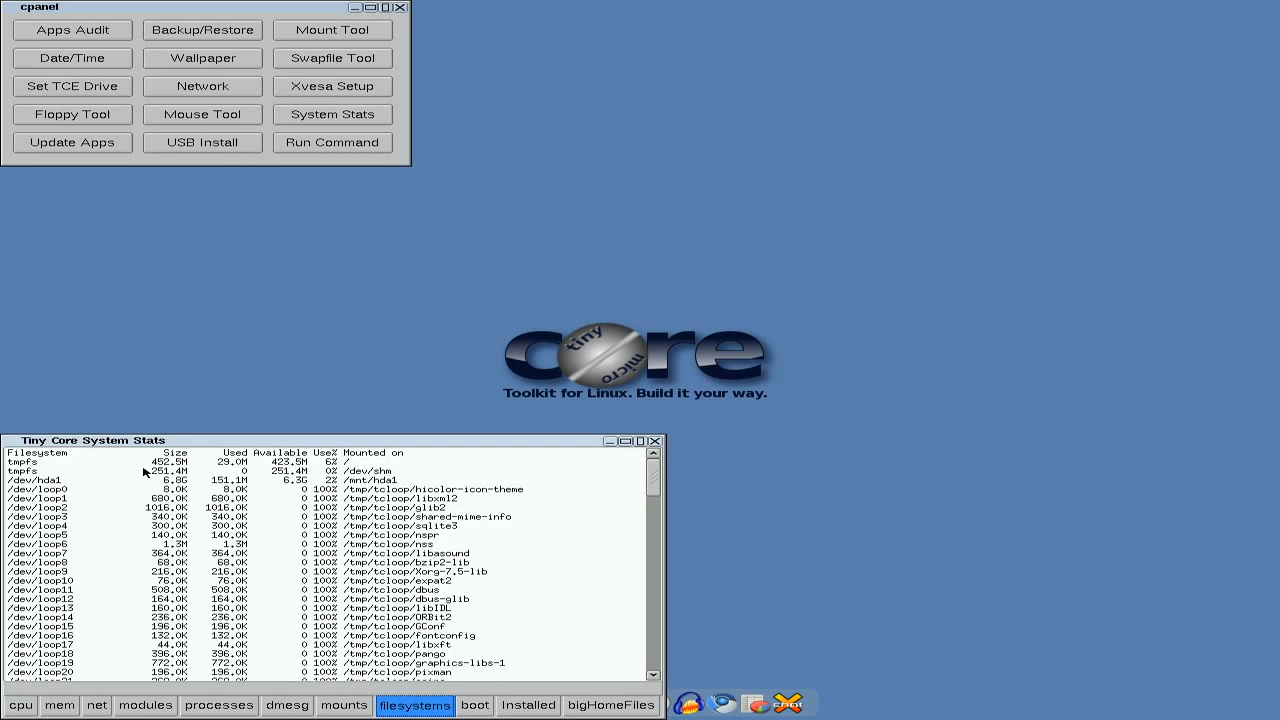 cpanel
Apps Audit Backup/Restore Mount Tool
Date/Time Wallpaper Swapfile Tool
Set TCE Drive Network Xvesa Setup
Floppy Tool Mouse Tool System Stats
Update Apps USB Install Run Command
core
tiny
micro
Toolkit for Linux. Build it your way.
Tiny Core System Stats
Filesystem Size Used Available Use% Mounted on
tmpfs 452.5M 29.0M 423.5M 6% /
tmpfs 251.4M 0 251.4M 0% /dev/shm
/dev/hda1 6.8G 151.1M 6.3G 2% /mnt/hda1
/dev/loop0 8.0K 8.0K 0 100% /tmp/tcloop/hicolor-icon-theme
/dev/loop1 680.0K 680.0K 0 100% /tmp/tcloop/libxml2
/dev/loop2 1016.0K 1016.0K 0 100% /tmp/tcloop/glib2
/dev/loop3 340.0K 340.0K 0 100% /tmp/tcloop/shared-mime-info
/dev/loop4 300.0K 300.0K 0 100% /tmp/tcloop/sqlite3
/dev/loop5 140.0K 140.0K 0 100% /tmp/tcloop/nspr
/dev/loop6 1.3M 1.3M 0 100% /tmp/tcloop/nss
/dev/loop7 364.0K 364.0K 0 100% /tmp/tcloop/libasound
/dev/loop8 68.0K 68.0K 0 100% /tmp/tcloop/bzip2-lib
/dev/loop9 216.0K 216.0K 0 100% /tmp/tcloop/Xorg-7.5-lib
/dev/loop10 76.0K 76.0K 0 100% /tmp/tcloop/expat2
/dev/loop11 508.0K 508.0K 0 100% /tmp/tcloop/dbus
/dev/loop12 164.0K 164.0K 0 100% /tmp/tcloop/dbus-glib
/dev/loop13 160.0K 160.0K 0 100% /tmp/tcloop/libIDL
/dev/loop14 236.0K 236.0K 0 100% /tmp/tcloop/ORBit2
/dev/loop15 196.0K 196.0K 0 100% /tmp/tcloop/GConf
/dev/loop16 132.0K 132.0K 0 100% /tmp/tcloop/fontconfig
/dev/loop17 44.0K 44.0K 0 100% /tmp/tcloop/libxft
/dev/loop18 396.0K 396.0K 0 100% /tmp/tcloop/pango
/dev/loop19 772.0K 772.0K 0 100% /tmp/tcloop/graphics-libs-1
/dev/loop20 196.0K 196.0K 0 100% /tmp/tcloop/pixman
cpu net modules processes dmesg mounts filesystems boot Installed bigHomeFiles